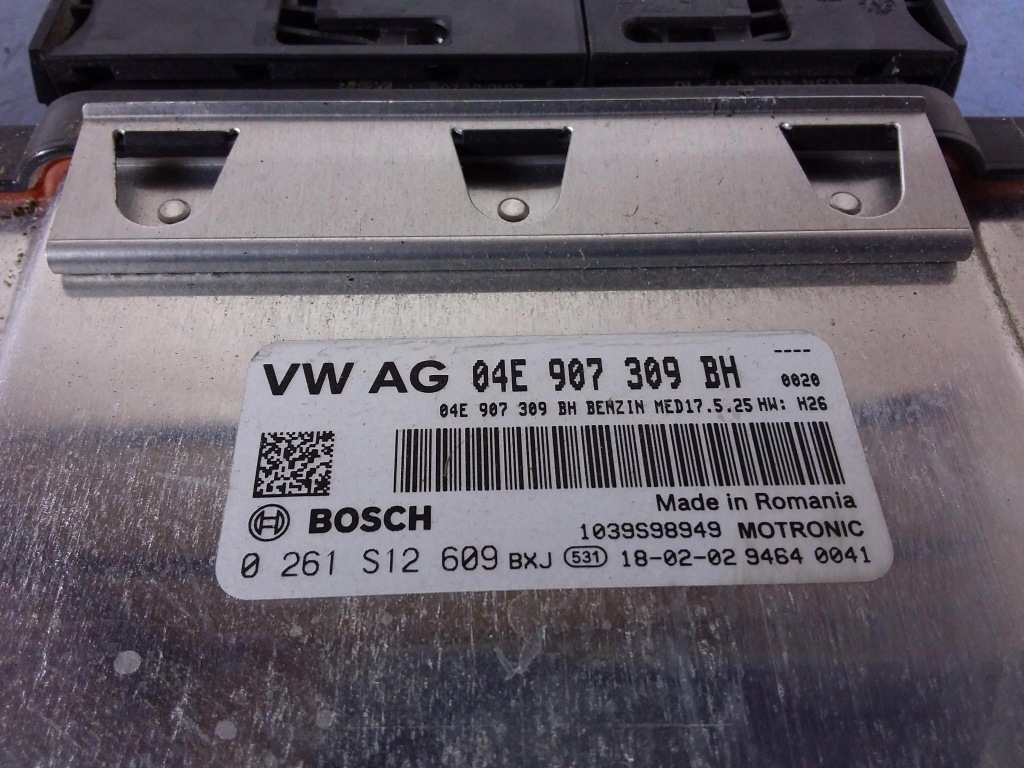 VW AG 04E 907 309 BH ----
0020
04E 907 309 BH BENZIN MED17.5.25 HW: H26
Made in Romania
BOSCH 1039S98949 MOTRONIC
0 261 S12 609 BXJ 531 18-02-02 9464 0041